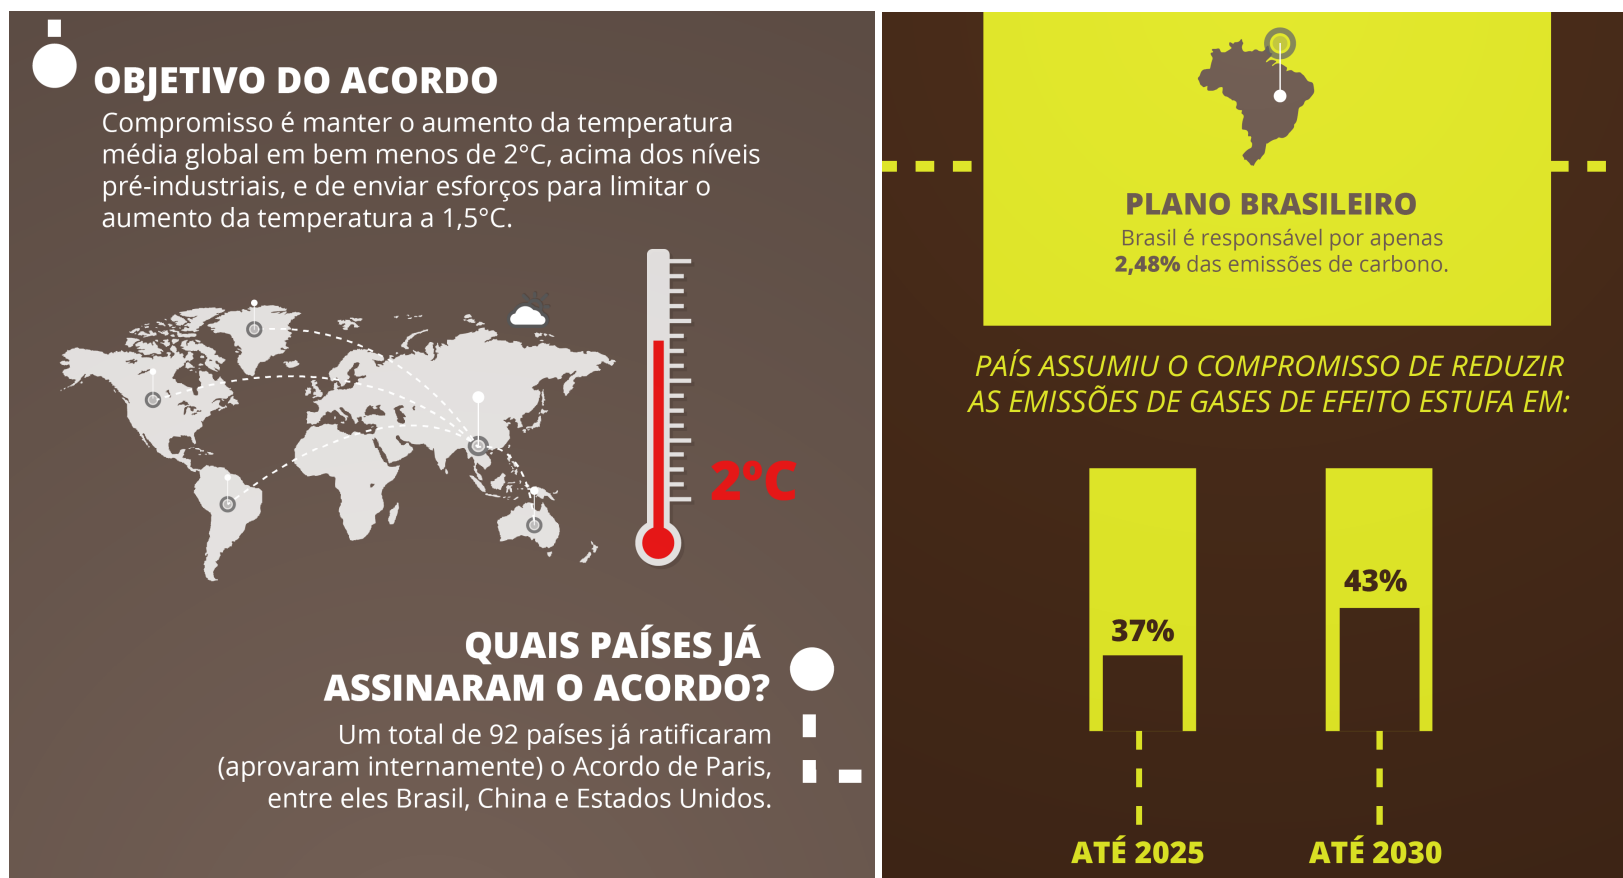 OBJETIVO DO ACORDO
Compromisso é manter o aumento da temperatura
média global em bem menos de 2°C, acima dos níveis
pré-industriais, e de enviar esforços para limitar o
aumento da temperatura a 1,5°C.
2ºC
QUAIS PAÍSES JÁ
ASSINARAM O ACORDO?
Um total de 92 países já ratificaram
(aprovaram internamente) o Acordo de Paris,
entre eles Brasil, China e Estados Unidos.
PLANO BRASILEIRO
Brasil é responsável por apenas
2,48% das emissões de carbono.
PAÍS ASSUMIU O COMPROMISSO DE REDUZIR
AS EMISSÕES DE GASES DE EFEITO ESTUFA EM:
37%
43%
ATÉ 2025
ATÉ 2030